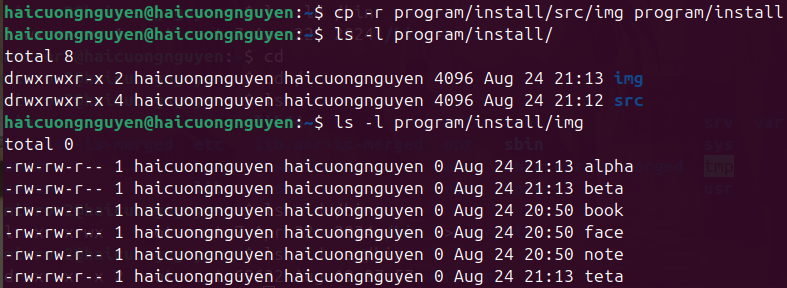 haicuongnguyen@haicuongnguyen:~$ cp -r program/install/src/img program/install
haicuongnguyen@haicuongnguyen:~$ ls -l program/install/
total 8
drwxrwxr-x 2 haicuongnguyen haicuongnguyen 4096 Aug 24 21:13 img
drwxrwxr-x 4 haicuongnguyen haicuongnguyen 4096 Aug 24 21:12 src
haicuongnguyen@haicuongnguyen:~$ ls -l program/install/img
total 0
-rw-rw-r-- 1 haicuongnguyen haicuongnguyen 0 Aug 24 21:13 alpha
-rw-rw-r-- 1 haicuongnguyen haicuongnguyen 0 Aug 24 21:13 beta
-rw-rw-r-- 1 haicuongnguyen haicuongnguyen 0 Aug 24 20:50 book
-rw-rw-r-- 1 haicuongnguyen haicuongnguyen 0 Aug 24 20:50 face
-rw-rw-r-- 1 haicuongnguyen haicuongnguyen 0 Aug 24 20:50 note
-rw-rw-r-- 1 haicuongnguyen haicuongnguyen 0 Aug 24 21:13 teta